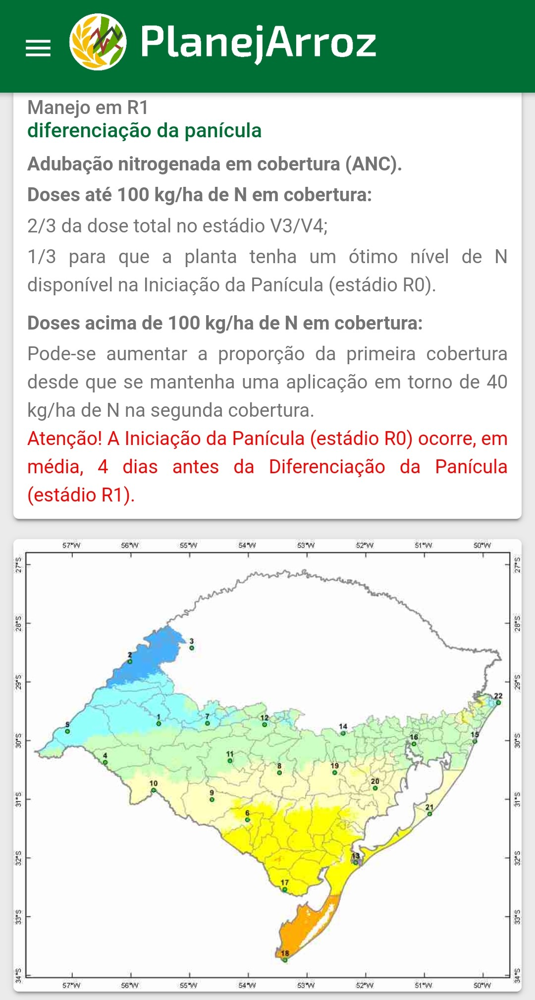 PlanejArroz
Manejo em R1
diferenciação da panícula
Adubação nitrogenada em cobertura (ANC).
Doses até 100 kg/ha de N em cobertura:
2/3 da dose total no estádio V3/V4;
1/3 para que a planta tenha um ótimo nível de N
disponível na Iniciação da Panícula (estádio R0).
Doses acima de 100 kg/ha de N em cobertura:
Pode-se aumentar a proporção da primeira cobertura
desde que se mantenha uma aplicação em torno de 40
kg/ha de N na segunda cobertura.
Atenção! A Iniciação da Panícula (estádio R0) ocorre, em
média, 4 dias antes da Diferenciação da Panícula
(estádio R1).
57°W 56°W 55°W 54°W 53°W 52°W 51°W 50°W
27°S 27°S
28°S 28°S
3
2
29°S 29°S
22
1 7 12
5 14
15
30°S 16 30°S
4 11
8 19
10 20
9
31°S 31°S
21
6
32°S 13 32°S
17
33°S 33°S
18
34°S 34°S
57°W 56°W 55°W 54°W 53°W 52°W 51°W 50°W